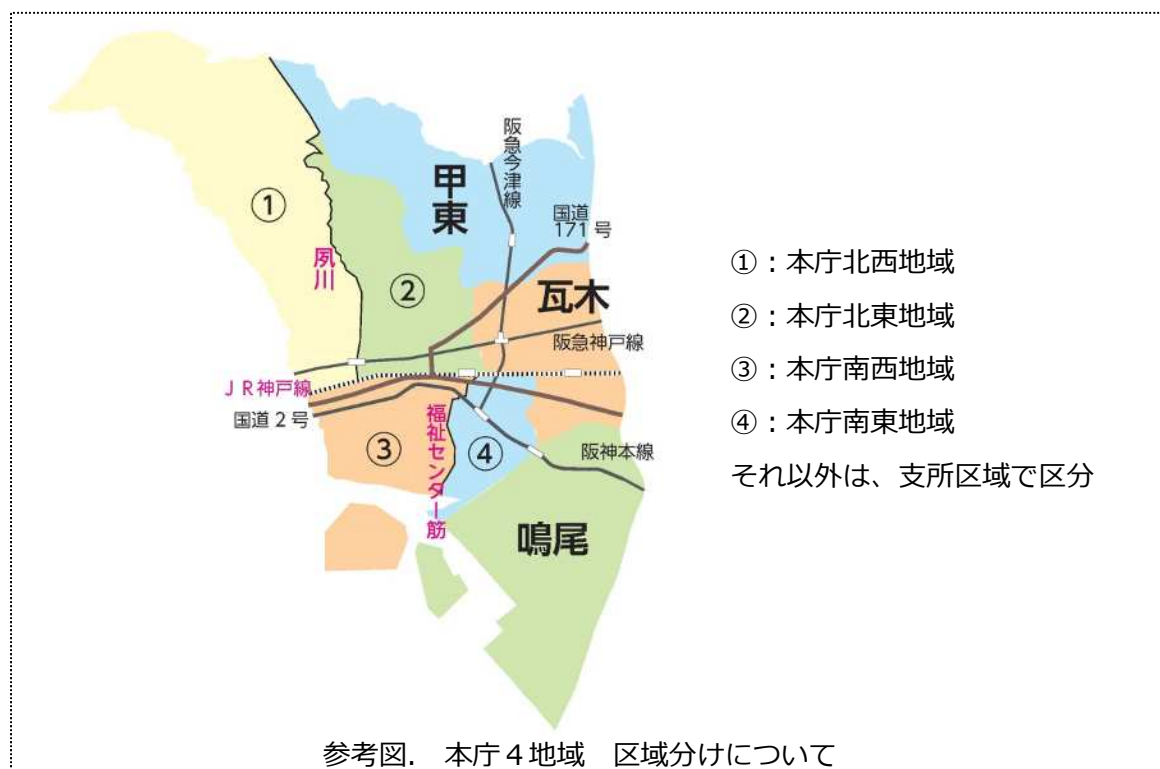 阪急今津線
甲東
国道
171 号
①
夙川
②
瓦木
阪急神戸線
ＪＲ神戸線
国道 2 号
福祉センター筋
③
④
阪神本線
鳴尾
①：本庁北西地域
②：本庁北東地域
③：本庁南西地域
④：本庁南東地域
それ以外は、支所区域で区分
参考図.　本庁４地域　区域分けについて